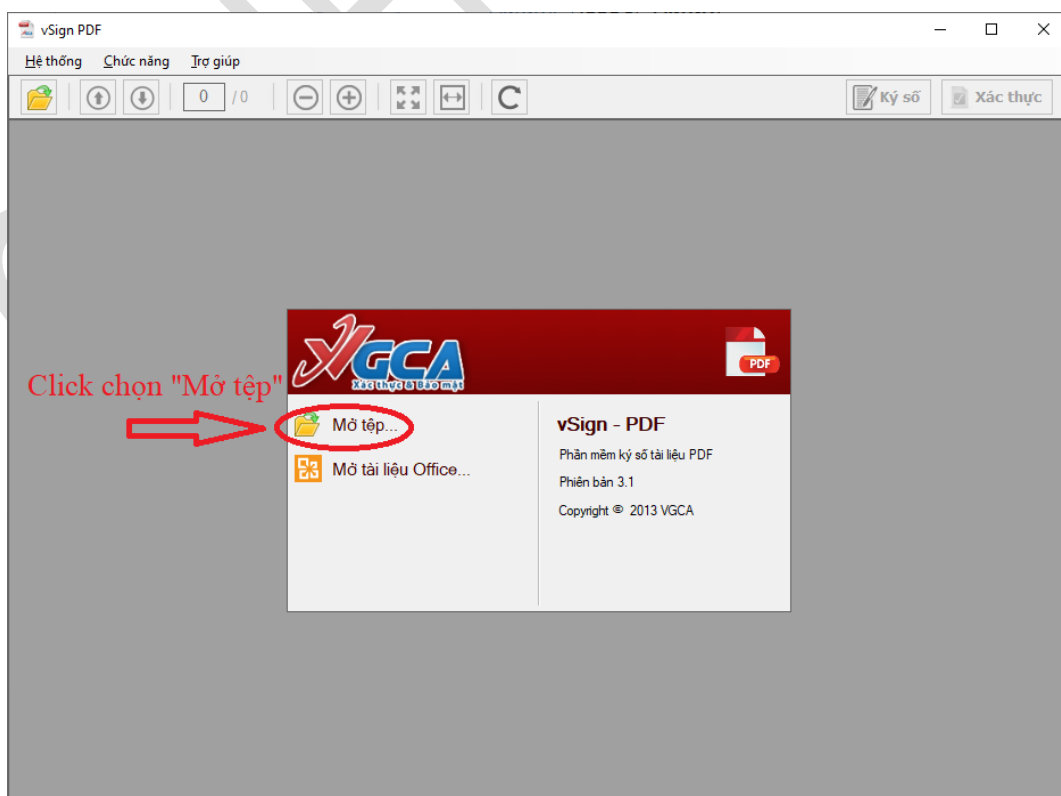 vSign PDF
Hệ thống Chức năng Trợ giúp
0 / 0 Ký số Xác thực
VGCA
Xác thực & Bảo mật
PDF
Click chọn "Mở tệp"
Mở tệp...
Mở tài liệu Office...
vSign - PDF
Phần mềm ký số tài liệu PDF
Phiên bản 3.1
Copyright © 2013 VGCA